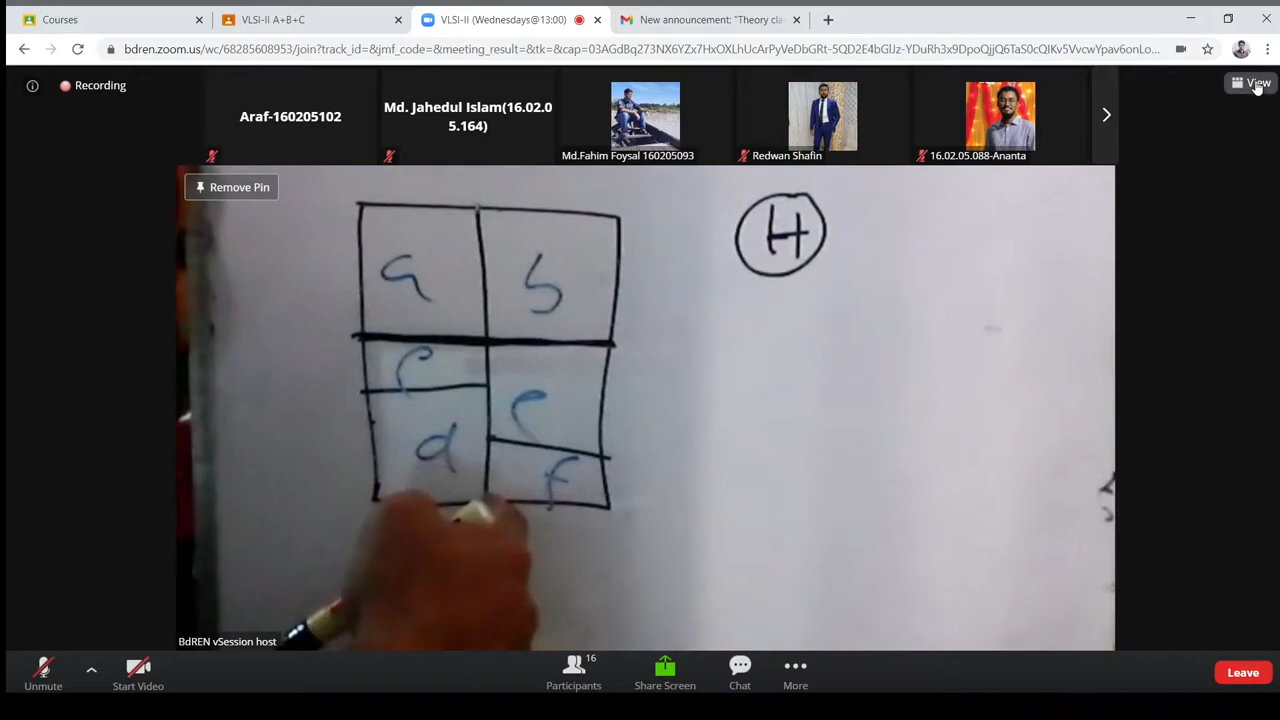 Courses
VLSI-II A+B+C
VLSI-II (Wednesdays@13:00)
New announcement: "Theory cla
bdren.zoom.us/wc/68285608953/join?track_id=&jmf_code=&meeting_result=&tk=&cap=03AGdBq273NX6YZx7HxOXLhUcArPyVeDbGRt-5QD2E4bGlJz-YDuRh3x9DpoQjjQ6TaS0cQIKv5VvcwYpav6onLo...
Recording
View
Araf-160205102
Md. Jahedul Islam(16.02.0
5.164)
Md.Fahim Foysal 160205093
Redwan Shafin
16.02.05.088-Ananta
Remove Pin
H
a b
e
d
f
BdREN vSession host
Unmute
Start Video
16
Participants
Share Screen
Chat
More
Leave